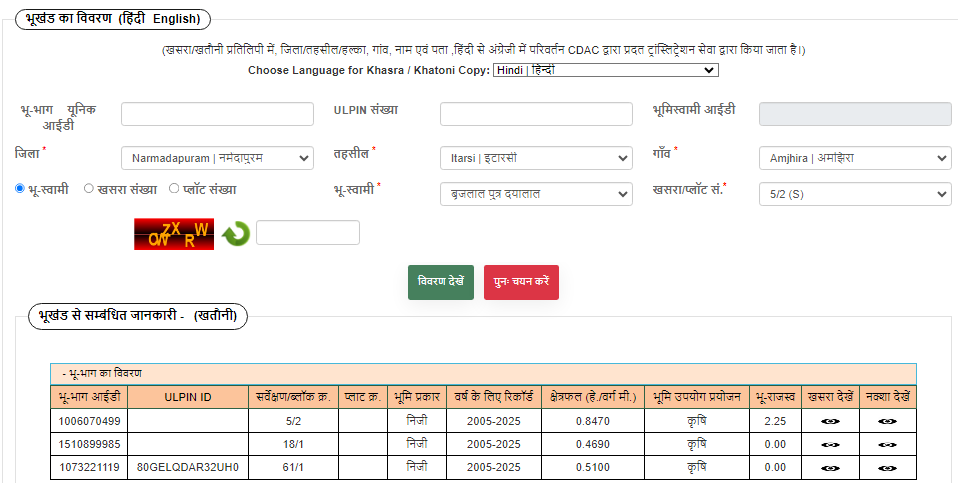 भूखंड का विवरण (हिंदी English)
(खसरा/खतौनी प्रतिलिपी में, जिला/तहसील/हल्का, गांव, नाम एवं पता ,हिंदी से अंग्रेजी में परिवर्तन CDAC द्वारा प्रदत ट्रांस्लिट्रेशन सेवा द्वारा किया जाता है।)
Choose Language for Khasra / Khatoni Copy: Hindi | हिन्दी
भू-भाग यूनिक आईडी
ULPIN संख्या
भूमिस्वामी आईडी
जिला * Narmadapuram | नर्मदापुरम तहसील * Itarsi | इटारसी गाँव * Amjhira | अमझिरा
भू-स्वामी खसरा संख्या प्लॉट संख्या भू-स्वामी * बृजलाल पुत्र दयालाल खसरा/प्लॉट सं.* 5/2 (S)
विवरण देखें पुनः चयन करें
भूखंड से सम्बंधित जानकारी - (खतौनी)
- भू-भाग का विवरण
भू-भाग आईडी ULPIN ID सर्वेक्षण/ब्लॉक क्र. प्लाट क्र. भूमि प्रकार वर्ष के लिए रिकॉर्ड क्षेत्रफल (हे./वर्ग मी.) भूमि उपयोग प्रयोजन भू-राजस्व खसरा देखें नक्शा देखें
1006070499 5/2 निजी 2005-2025 0.8470 कृषि 2.25
1510899985 18/1 निजी 2005-2025 0.4690 कृषि 0.00
1073221119 80GELQDAR32UH0 61/1 निजी 2005-2025 0.5100 कृषि 0.00